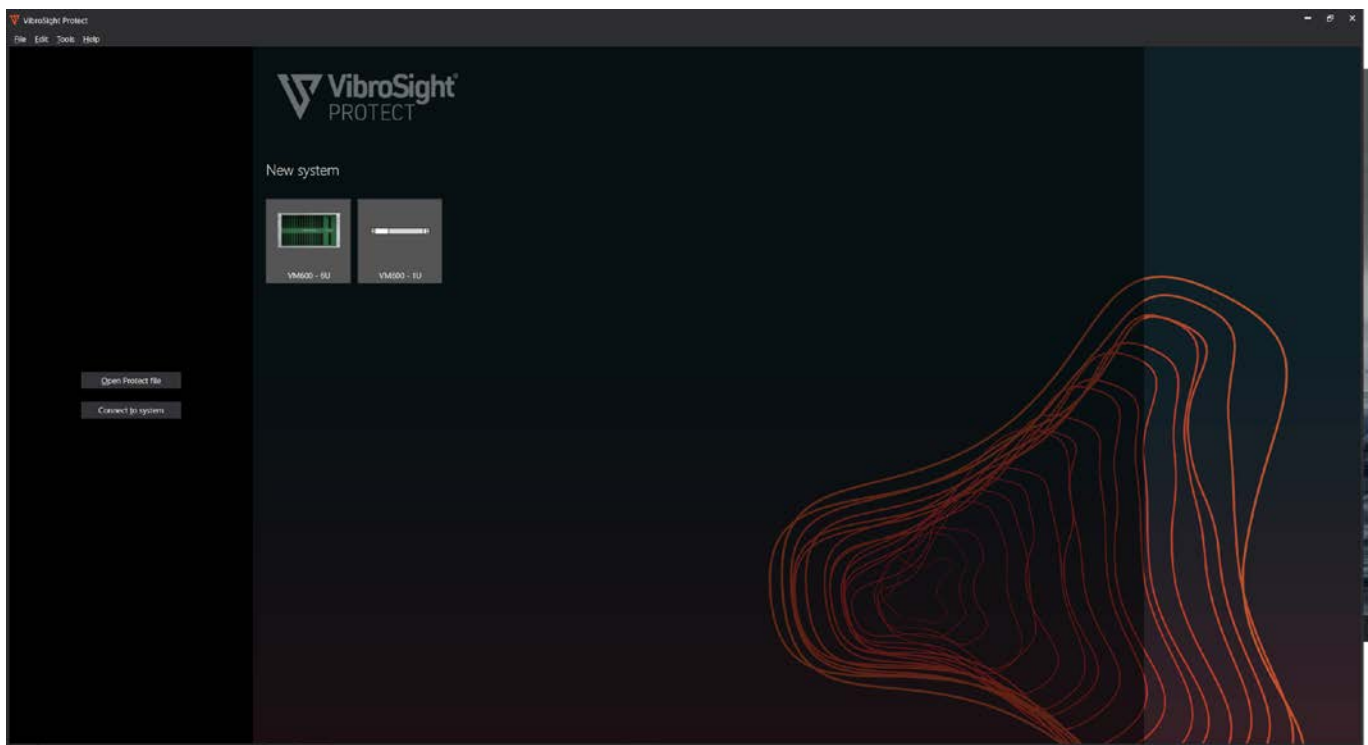 VibroSight Protect
File Edit Tools Help
VibroSight®
PROTECT
New system
VM600 - 6U VM600 - 1U
Open Protect file
Connect to system